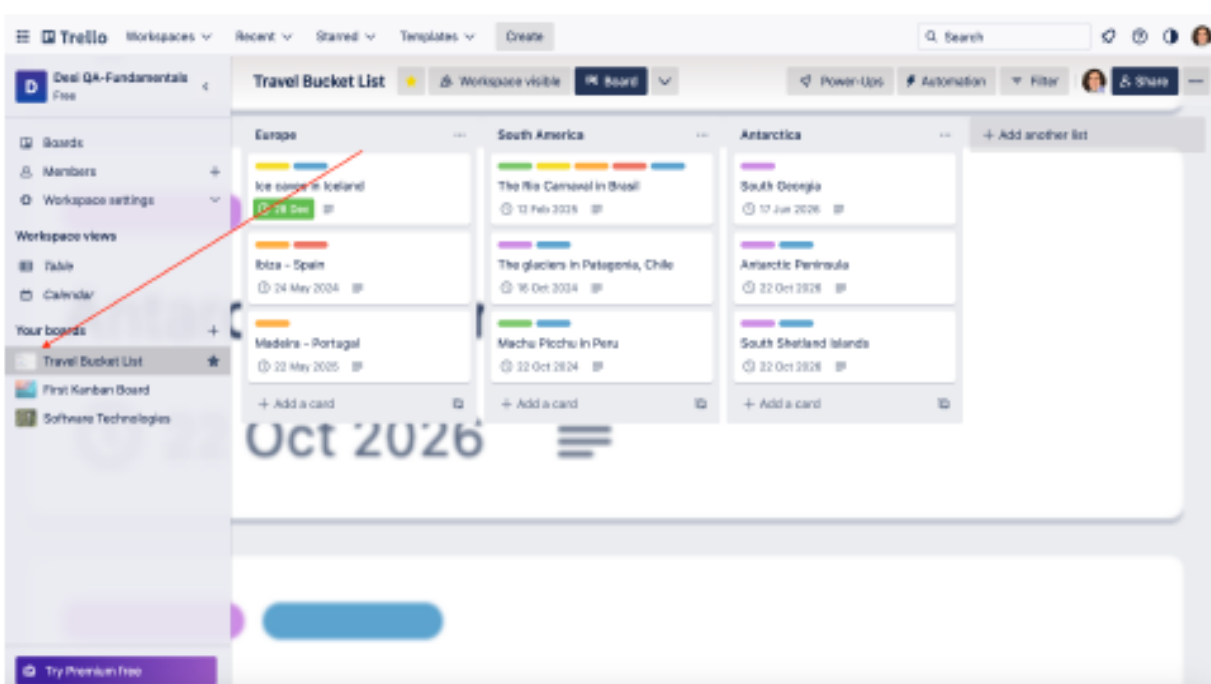 Trello Workspaces Recent Starred Templates Create Search
D Desi QA-Fundamentals
Free
Travel Bucket List Workspace visible Board Power-Ups Automation Filter Share
Boards
Members
Workspace settings
Workspace views
Table
Calendar
Your boards
Travel Bucket List
First Kanban Board
Software Technologies
Try Premium free
Europe
Ice caves in Iceland
28 Dec
Ibiza - Spain
24 May 2024
Madeira - Portugal
22 May 2025
+ Add a card
South America
The Rio Carnaval in Brasil
12 Feb 2025
The glaciers in Patagonia, Chile
16 Oct 2024
Machu Picchu in Peru
22 Oct 2024
+ Add a card
Antarctica
South Georgia
17 Jun 2026
Antarctic Peninsula
22 Oct 2026
South Shetland Islands
22 Oct 2026
+ Add a card
+ Add another list
22 Oct 2026